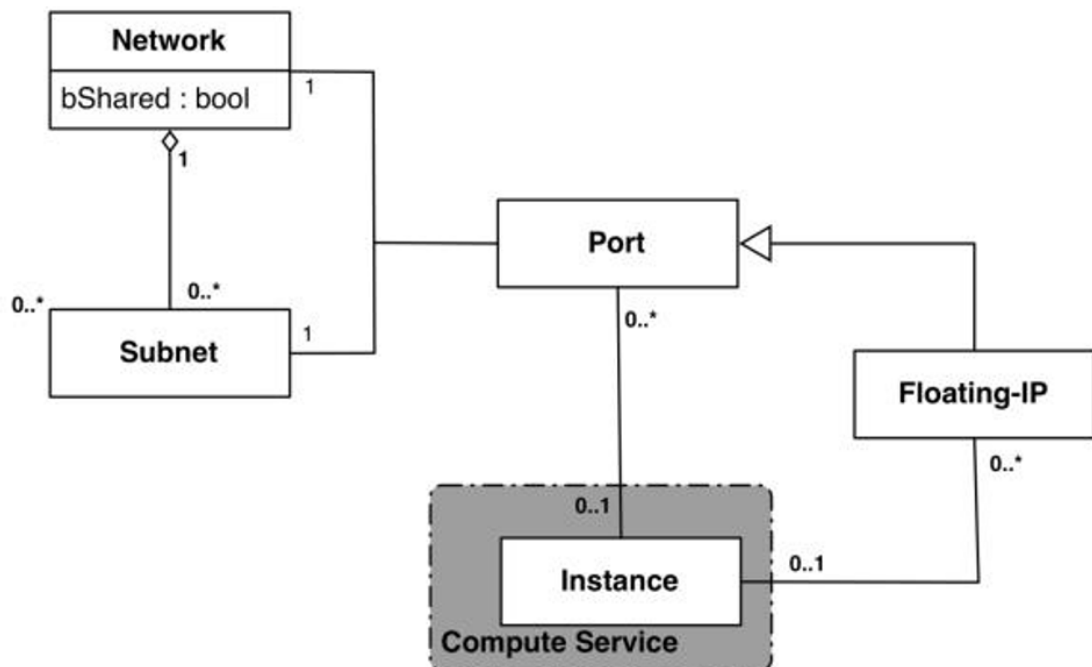 Network
bShared : bool
1
1
0..*
0..*
Subnet
1
Port
0..*
Floating-IP
0..*
0..1
Instance
0..1
Compute Service